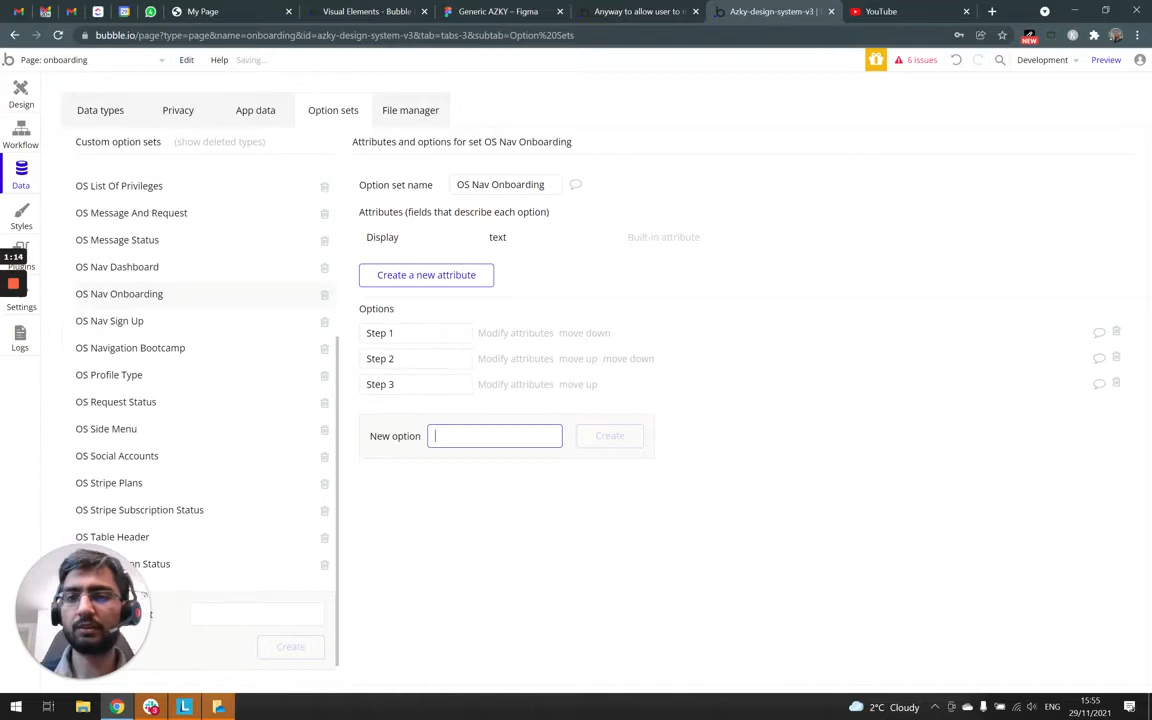 My Page
Visual Elements - Bubble
Generic AZKY – Figma
Anyway to allow user to
Azky-design-system-v3 |
YouTube
bubble.io/page?type=page&name=onboarding&id=azky-design-system-v3&tab=tabs-3&subtab=Option%20Sets
NEW
Page: onboarding
Edit
Help
Saving...
6 issues
Development
Preview
Design
Workflow
Data
Styles
Plugins
1:14
Settings
Logs
Data types
Privacy
App data
Option sets
File manager
Custom option sets
(show deleted types)
OS List Of Privileges
OS Message And Request
OS Message Status
OS Nav Dashboard
OS Nav Onboarding
OS Nav Sign Up
OS Navigation Bootcamp
OS Profile Type
OS Request Status
OS Side Menu
OS Social Accounts
OS Stripe Plans
OS Stripe Subscription Status
OS Table Header
Status
Create
Attributes and options for set OS Nav Onboarding
Option set name
OS Nav Onboarding
Attributes (fields that describe each option)
Display
text
Built-in attribute
Create a new attribute
Options
Step 1
Modify attributes
move down
Step 2
Modify attributes
move up
move down
Step 3
Modify attributes
move up
New option
Create
2°C Cloudy
ENG
15:55
29/11/2021